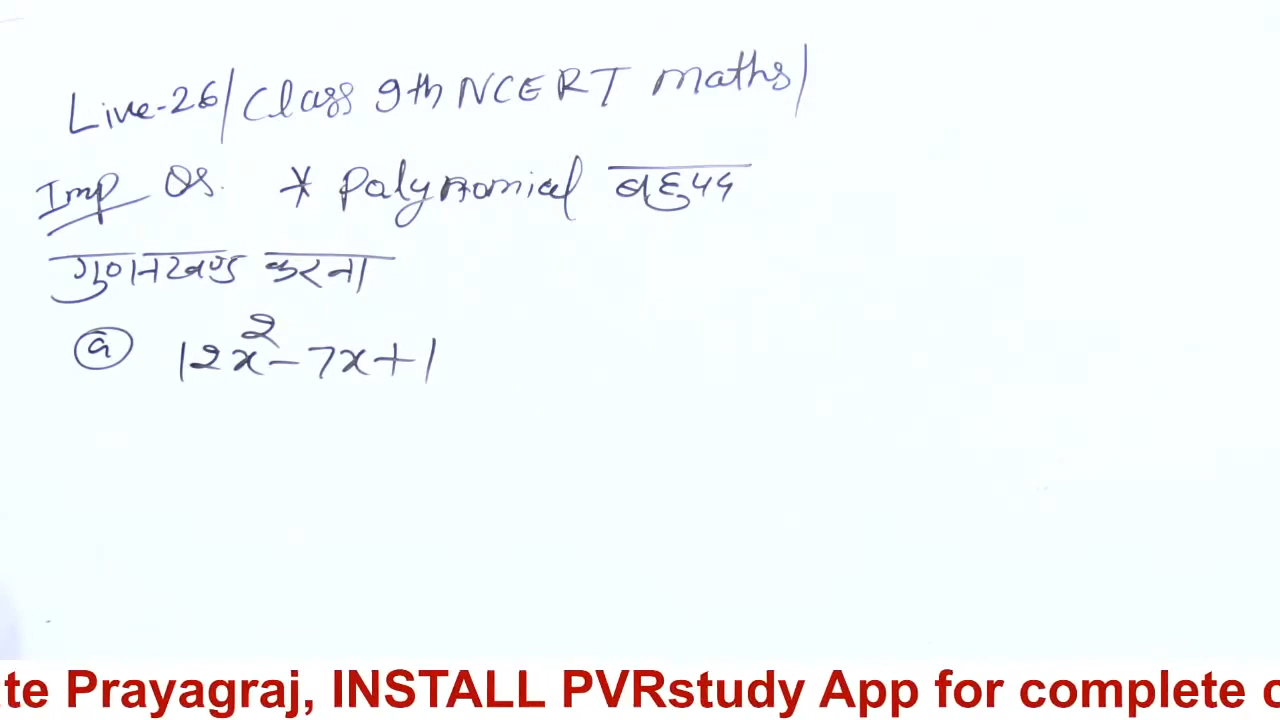 Live-26/Class 9th NCERT maths/
Imp Qs. * Polynomial बहुपद
गुणनखण्ड करना
(a) 12x²-7x+1
te Prayagraj, INSTALL PVRstudy App for complete c